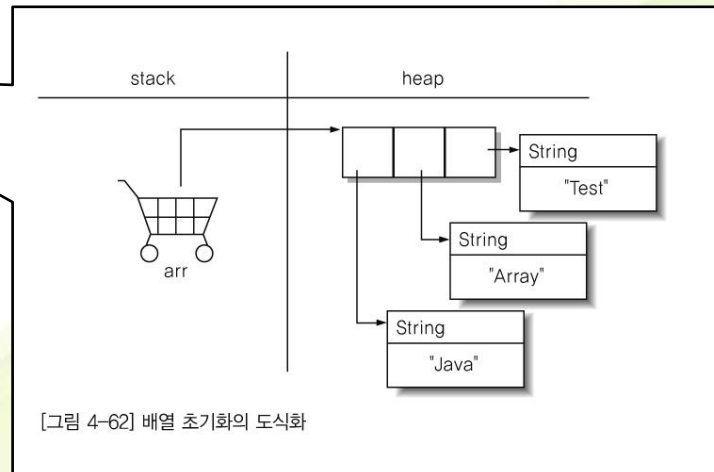 stack
heap
String
"Test"
String
"Array"
arr
String
"Java"
[그림 4-62] 배열 초기화의 도식화